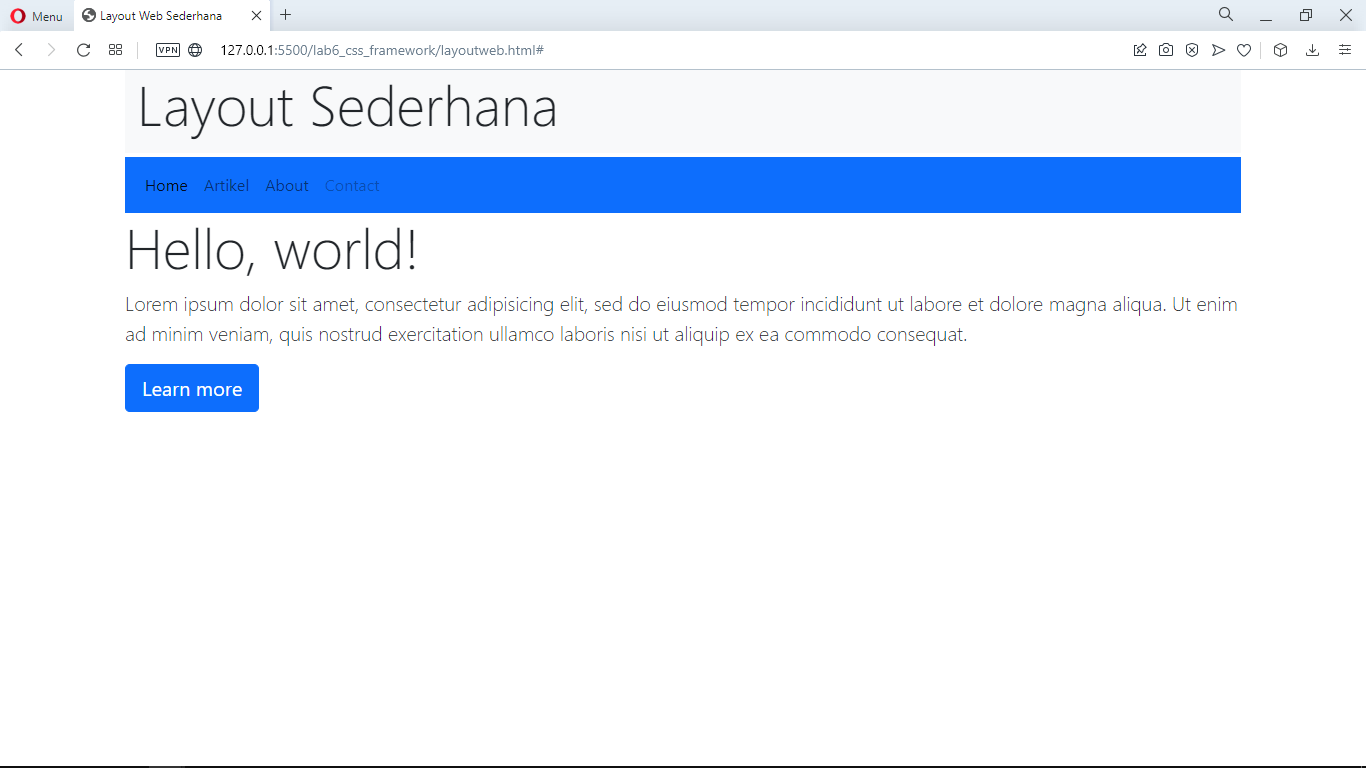 Menu
Layout Web Sederhana
VPN
127.0.0.1:5500/lab6_css_framework/layoutweb.html#
Layout Sederhana
Home Artikel About Contact
Hello, world!
Lorem ipsum dolor sit amet, consectetur adipisicing elit, sed do eiusmod tempor incididunt ut labore et dolore magna aliqua. Ut enim
ad minim veniam, quis nostrud exercitation ullamco laboris nisi ut aliquip ex ea commodo consequat.
Learn more